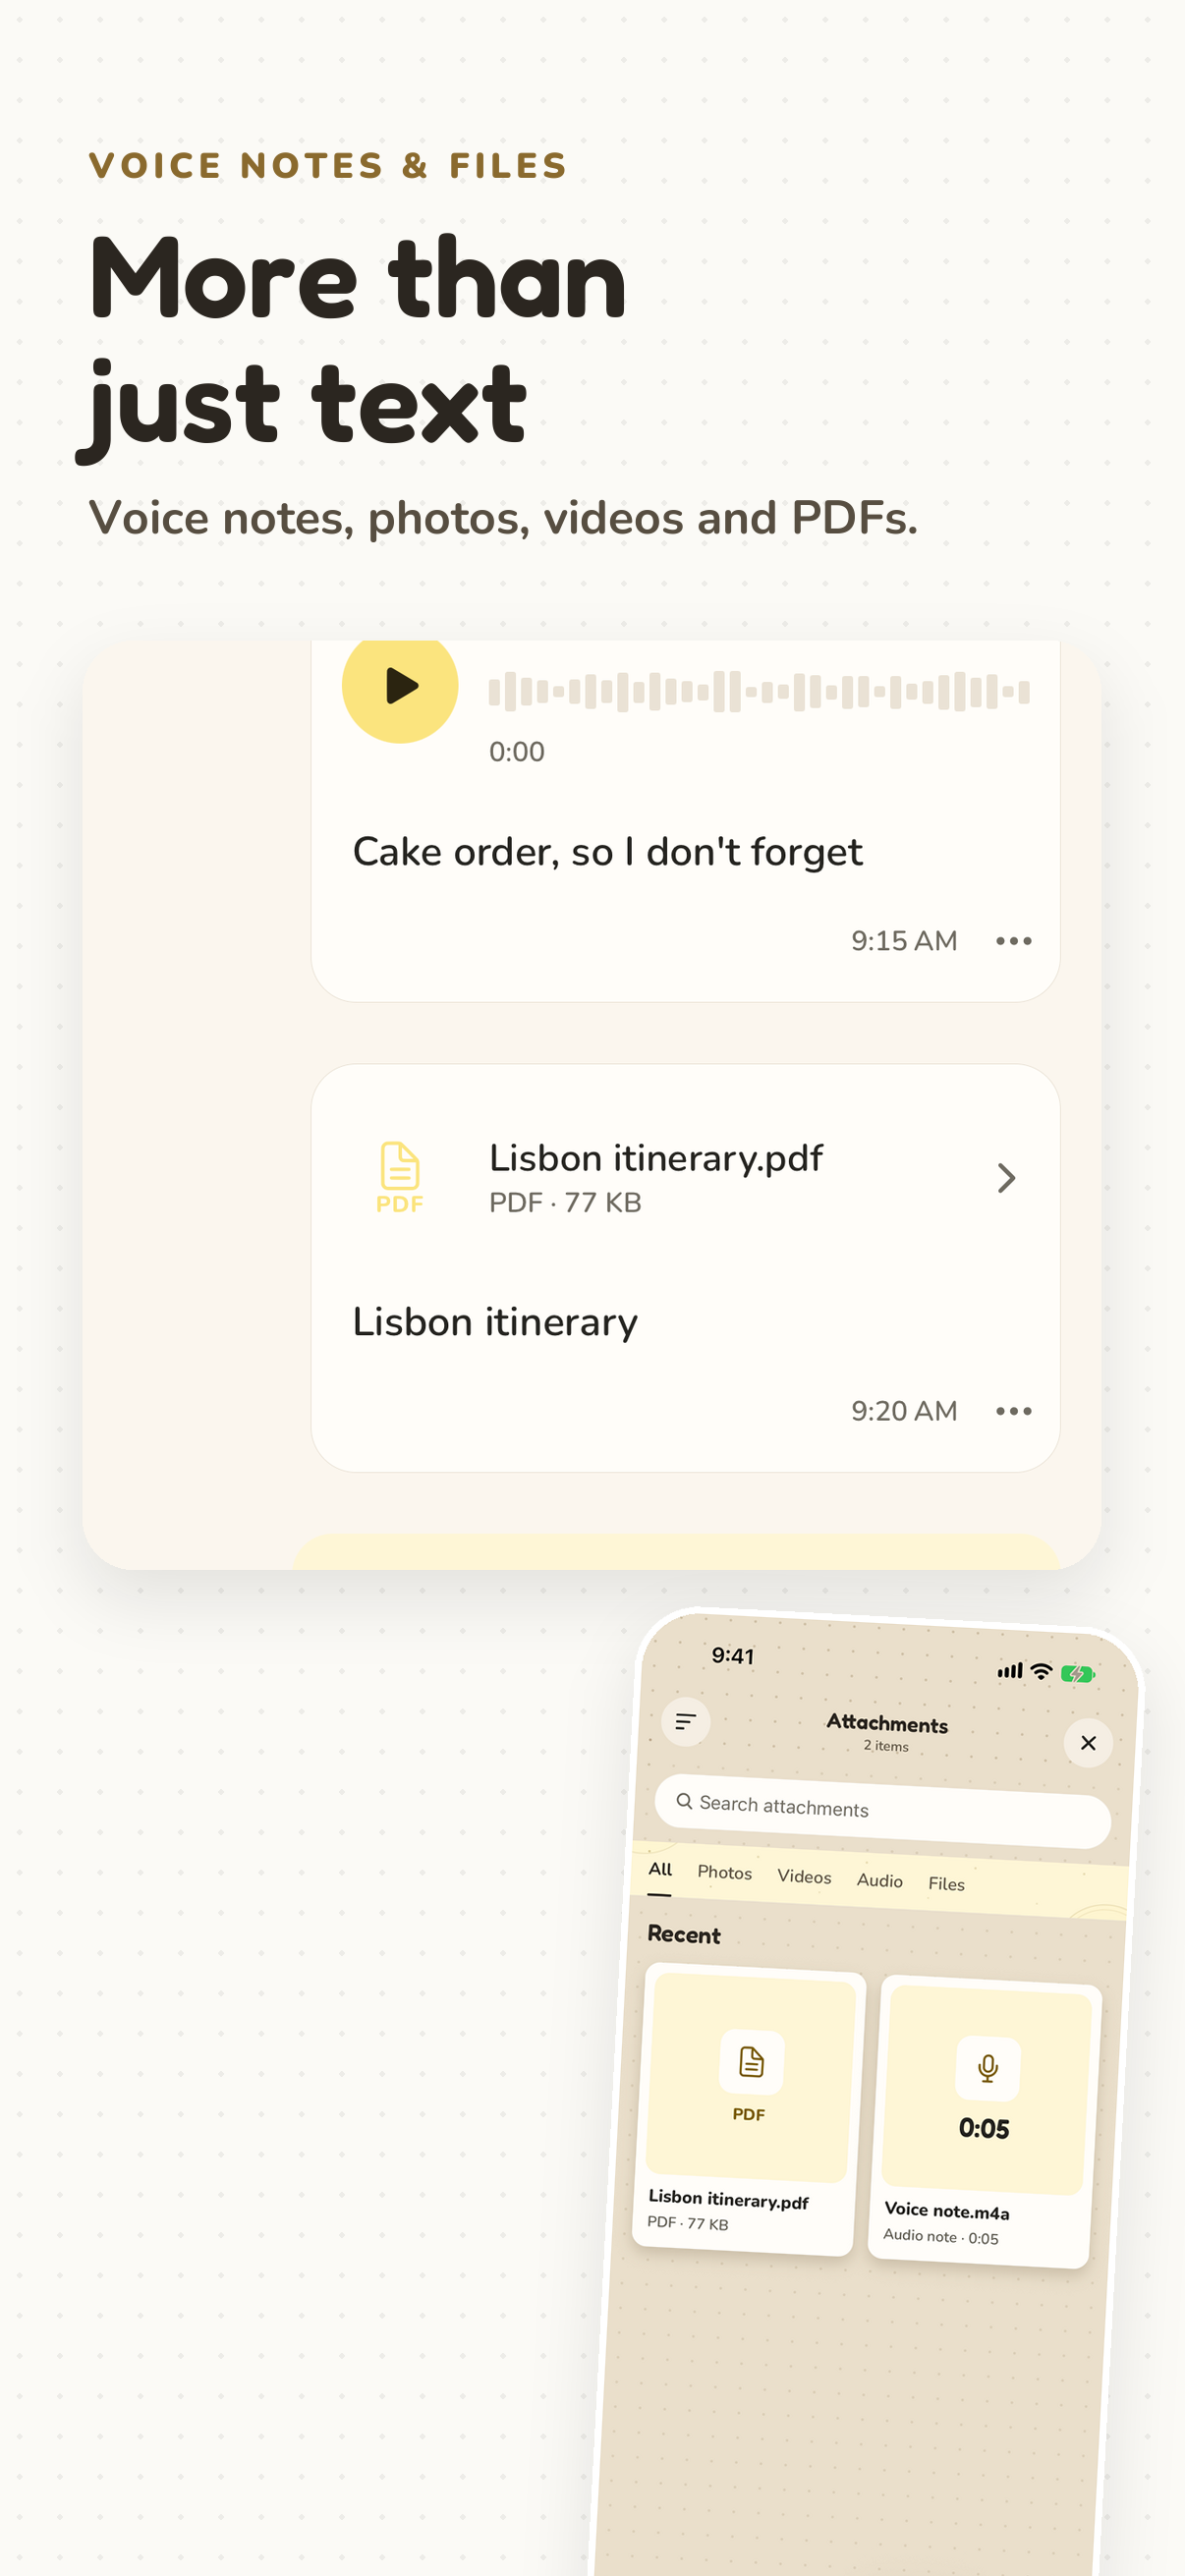 VOICE NOTES & FILES
More than
just text
Voice notes, photos, videos and PDFs.
0:00
Cake order, so I don't forget
9:15 AM
Lisbon itinerary.pdf
PDF · 77 KB
PDF
Lisbon itinerary
9:20 AM
9:41
Attachments
2 items
Search attachments
All Photos Videos Audio Files
Recent
PDF
0:05
Lisbon itinerary.pdf
PDF · 77 KB
Voice note.m4a
Audio note · 0:05